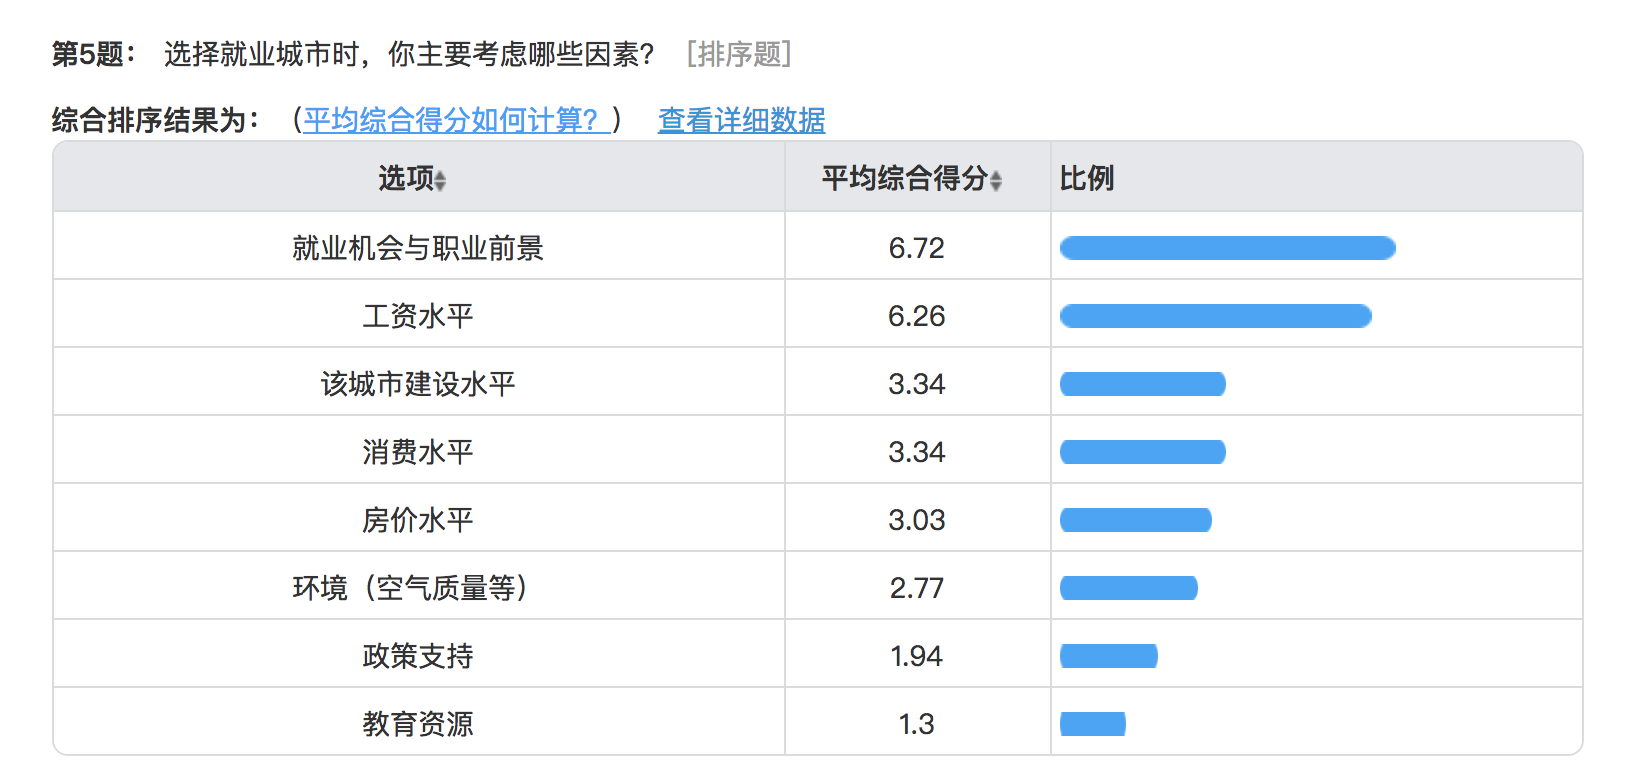 第5题： 选择就业城市时，你主要考虑哪些因素？ [排序题]
综合排序结果为：（平均综合得分如何计算？） 查看详细数据
选项 平均综合得分 比例
就业机会与职业前景 6.72
工资水平 6.26
该城市建设水平 3.34
消费水平 3.34
房价水平 3.03
环境（空气质量等） 2.77
政策支持 1.94
教育资源 1.3